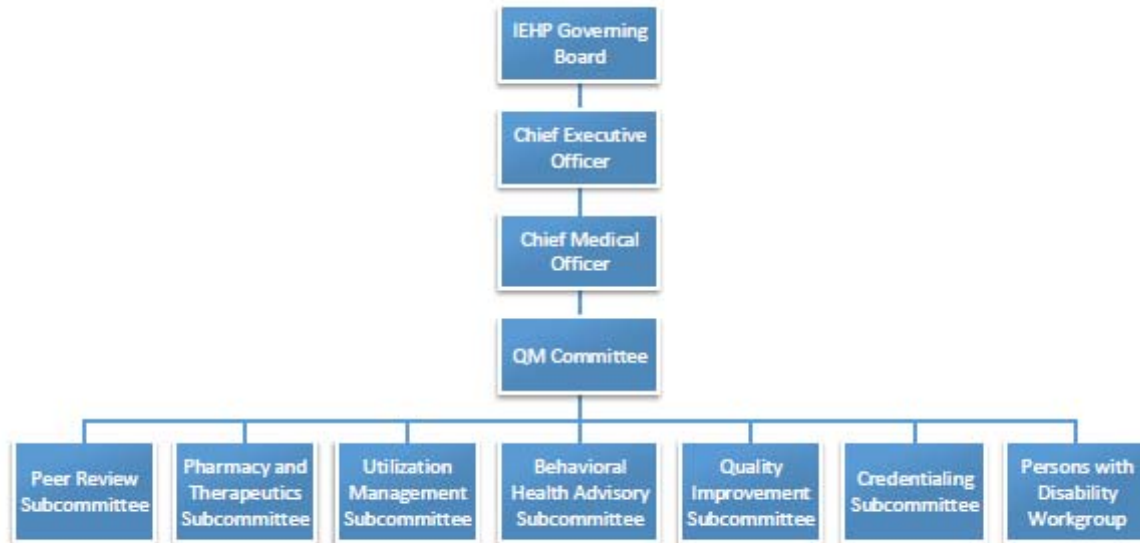 IEHP Governing
Board
Chief Executive
Officer
Chief Medical
Officer
QM Committee
Peer Review
Subcommittee
Pharmacy and
Therapeutics
Subcommittee
Utilization
Management
Subcommittee
Behavioral
Health Advisory
Subcommittee
Quality
Improvement
Subcommittee
Credentialing
Subcommittee
Persons with
Disability
Workgroup